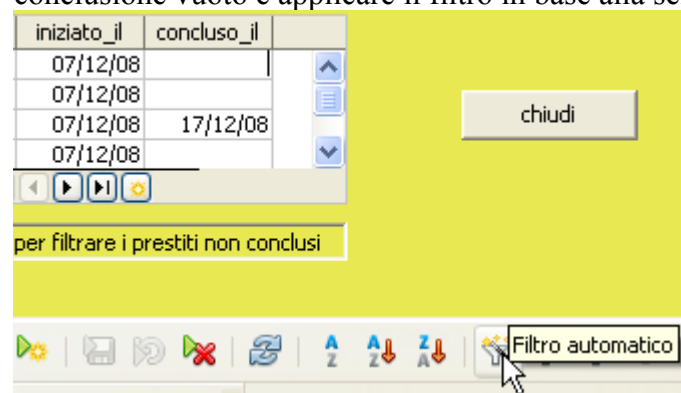 conclusione vuoto e applicare il filtro in base alla se
iniziato_il concluso_il
07/12/08
07/12/08
07/12/08 17/12/08
07/12/08
chiudi
per filtrare i prestiti non conclusi
Filtro automatico